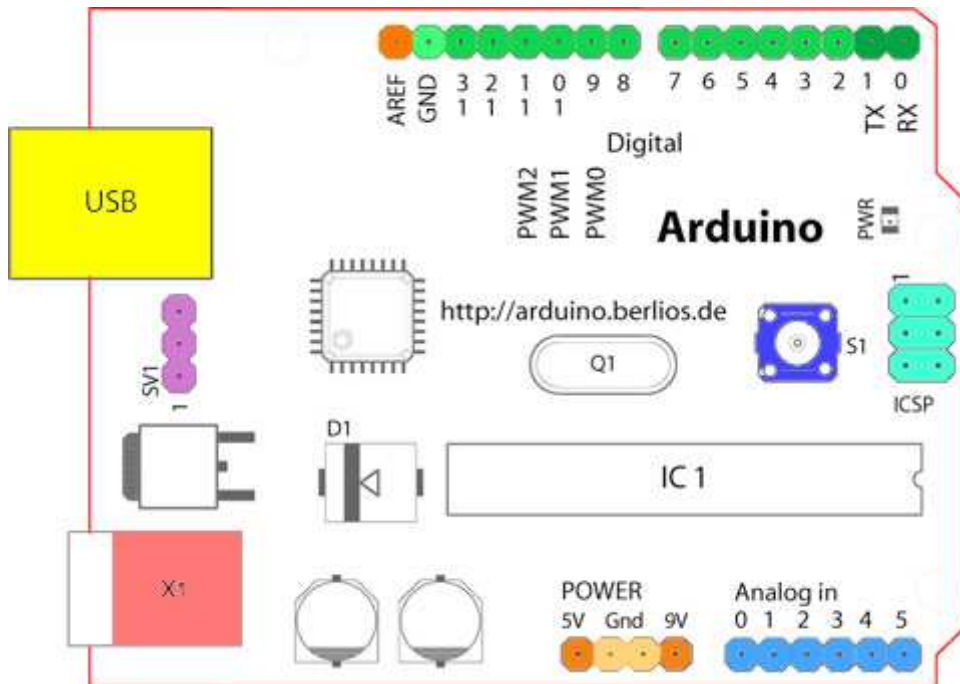 AREF
GND
13
12
11
10
9
8
7
6
5
4
3
2
1
0
TX
RX
Digital
PWM2
PWM1
PWM0
Arduino
PWR
USB
http://arduino.berlios.de
1
SV1
1
Q1
S1
ICSP
D1
IC 1
X1
POWER
5V Gnd 9V
Analog in
0 1 2 3 4 5